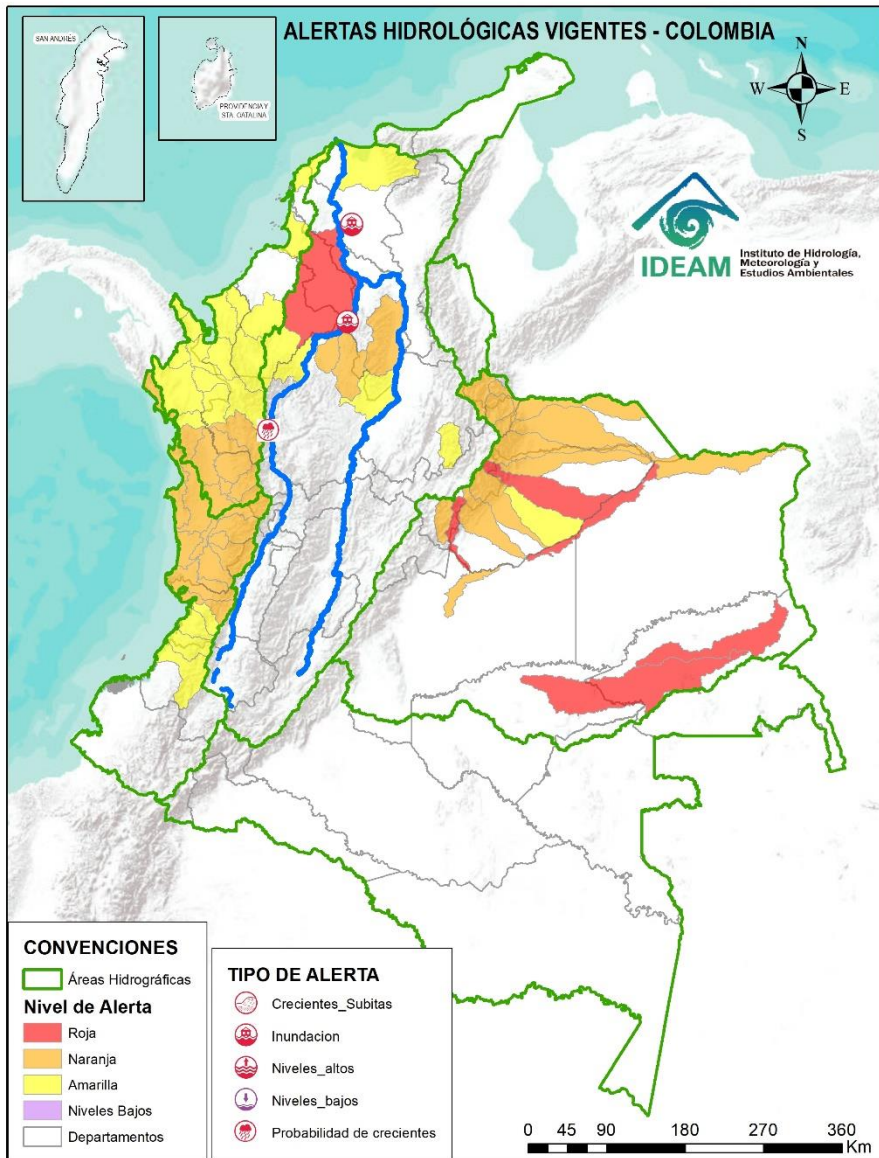 ALERTAS HIDROLÓGICAS VIGENTES - COLOMBIA
SAN ANDRÉS
PROVIDENCIA Y
STA. CATALINA
N
W
E
S
IDEAM
Instituto de Hidrología,
Meteorología y
Estudios Ambientales
CONVENCIONES
Áreas Hidrográficas
Nivel de Alerta
Roja
Naranja
Amarilla
Niveles Bajos
Departamentos
TIPO DE ALERTA
Crecientes_Subitas
Inundacion
Niveles_altos
Niveles_bajos
Probabilidad de crecientes
0 45 90 180 270 360
Km